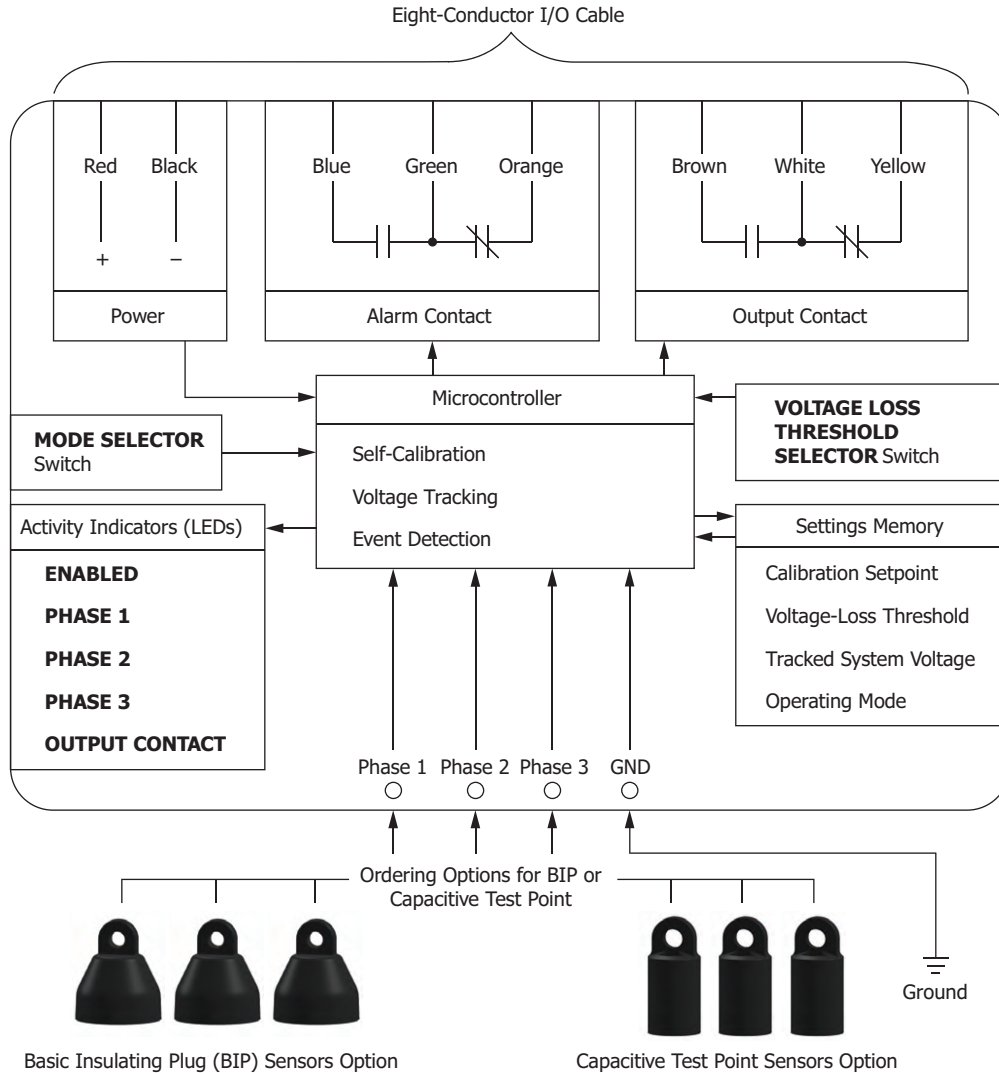 Eight-Conductor I/O Cable
Red Black
+ −
Power
Blue Green Orange
Alarm Contact
Brown White Yellow
Output Contact
Microcontroller
Self-Calibration
Voltage Tracking
Event Detection
MODE SELECTOR
Switch
VOLTAGE LOSS
THRESHOLD
SELECTOR Switch
Activity Indicators (LEDs)
ENABLED
PHASE 1
PHASE 2
PHASE 3
OUTPUT CONTACT
Settings Memory
Calibration Setpoint
Voltage-Loss Threshold
Tracked System Voltage
Operating Mode
Phase 1 Phase 2 Phase 3 GND
Ordering Options for BIP or
Capacitive Test Point
Ground
Basic Insulating Plug (BIP) Sensors Option
Capacitive Test Point Sensors Option